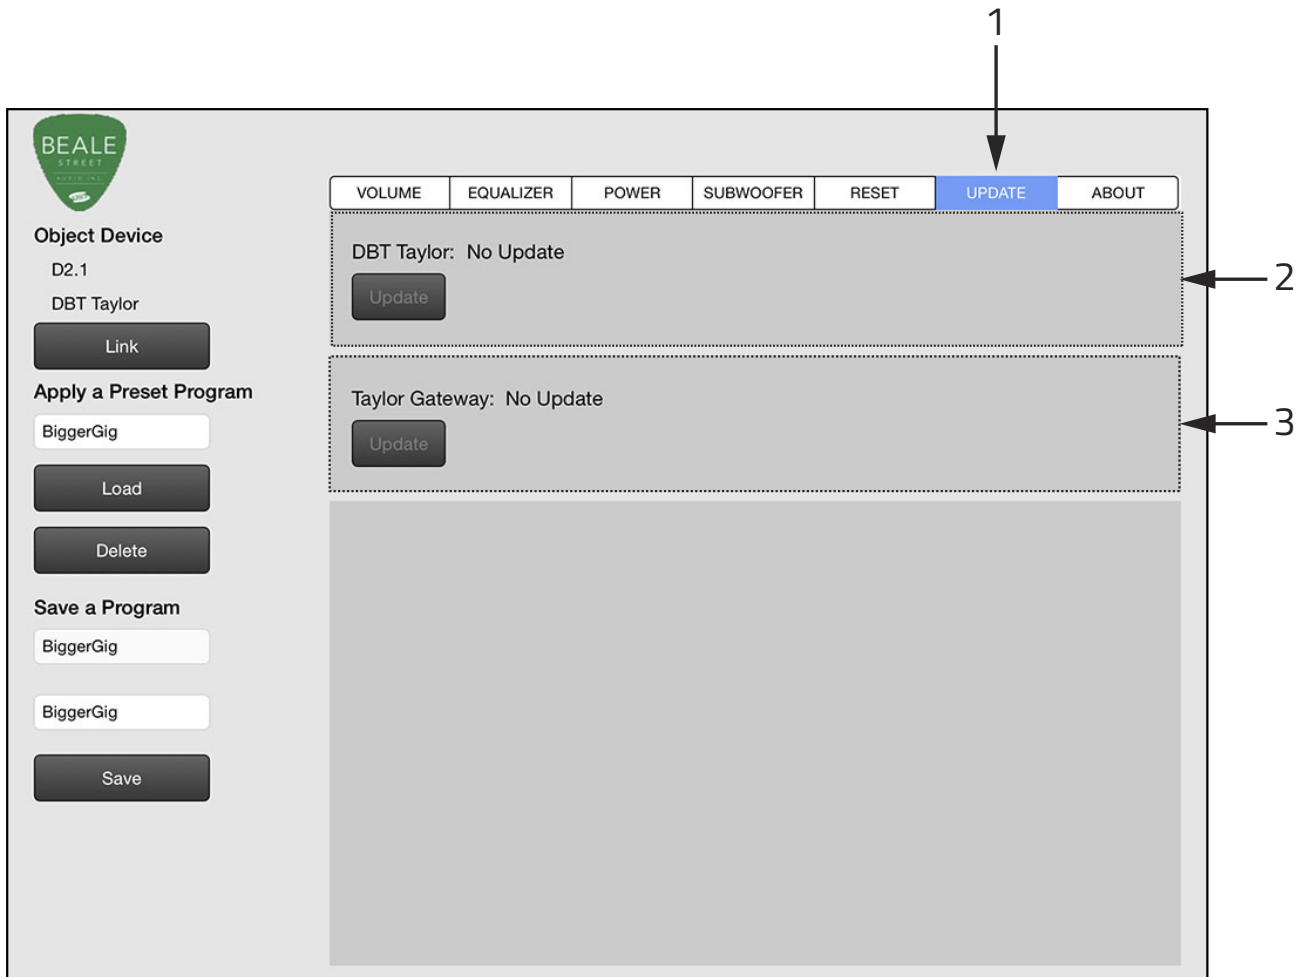 1
BEALE
STREET
AUDIO INC.
VOLUME EQUALIZER POWER SUBWOOFER RESET UPDATE ABOUT
Object Device
D2.1
DBT Taylor
Link
Apply a Preset Program
BiggerGig
Load
Delete
Save a Program
BiggerGig
BiggerGig
Save
DBT Taylor: No Update
Update
2
Taylor Gateway: No Update
Update
3